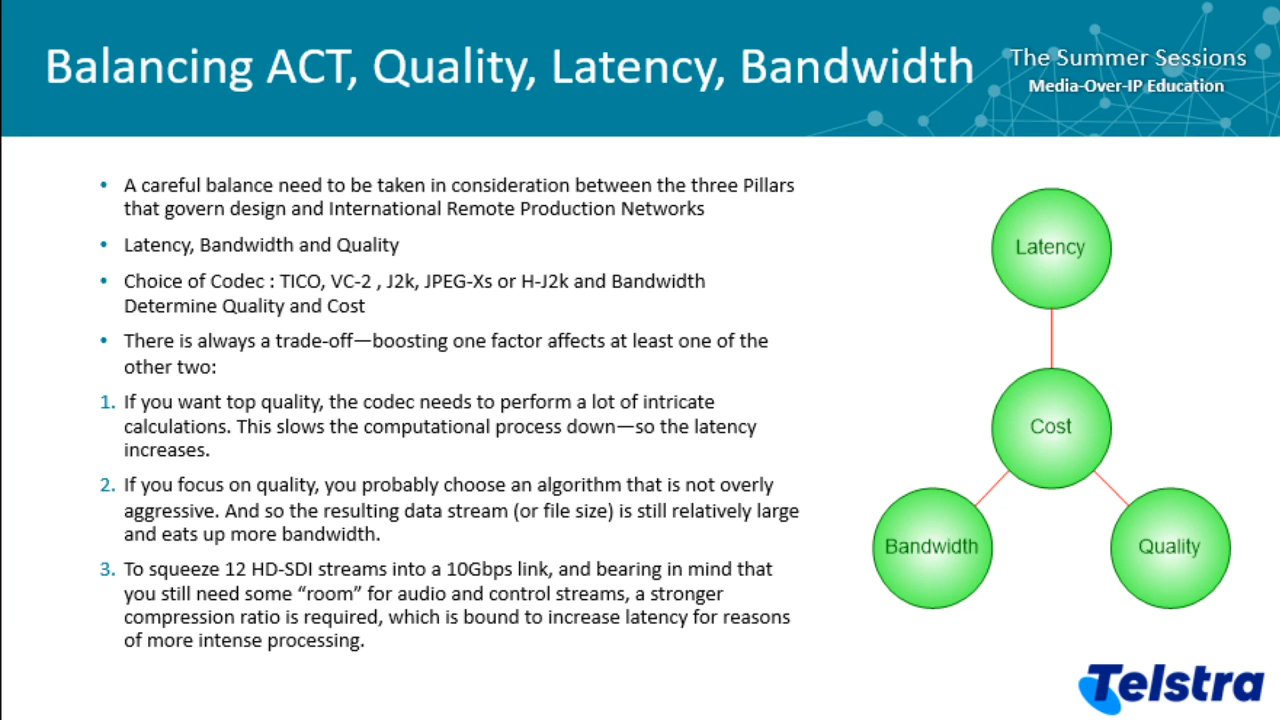 Balancing ACT, Quality, Latency, Bandwidth
The Summer Sessions
Media-Over-IP Education
• A careful balance need to be taken in consideration between the three Pillars
that govern design and International Remote Production Networks
• Latency, Bandwidth and Quality
• Choice of Codec : TICO, VC-2 , J2k, JPEG-Xs or H-J2k and Bandwidth
Determine Quality and Cost
• There is always a trade-off—boosting one factor affects at least one of the
other two:
1. If you want top quality, the codec needs to perform a lot of intricate
calculations. This slows the computational process down—so the latency
increases.
2. If you focus on quality, you probably choose an algorithm that is not overly
aggressive. And so the resulting data stream (or file size) is still relatively large
and eats up more bandwidth.
3. To squeeze 12 HD-SDI streams into a 10Gbps link, and bearing in mind that
you still need some “room” for audio and control streams, a stronger
compression ratio is required, which is bound to increase latency for reasons
of more intense processing.
Latency
Cost
Bandwidth
Quality
Telstra